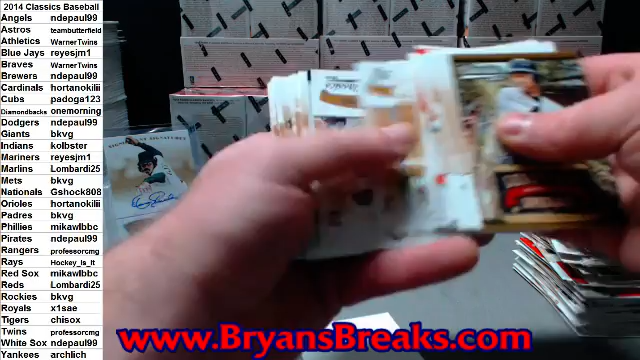 2014 Classics Baseball
Angels ndepaul99
Astros teambutterfield
Athletics WarnerTwins
Blue Jays reyesjm1
Braves WarnerTwins
Brewers ndepaul99
Cardinals hortanokilii
Cubs padoga123
Diamondbacks onemorning
Dodgers ndepaul99
Giants bkvg
Indians kolbster
Mariners reyesjm1
Marlins Lombardi25
Mets bkvg
Nationals Gshock808
Orioles hortanokilii
Padres bkvg
Phillies mikawlbbc
Pirates ndepaul99
Rangers professorcmg
Rays Hockey_Is_It
Red Sox mikawlbbc
Reds Lombardi25
Rockies bkvg
Royals x1sae
Tigers chisox
Twins professorcmg
White Sox ndepaul99
Yankees archlich
www.BryansBreaks.com